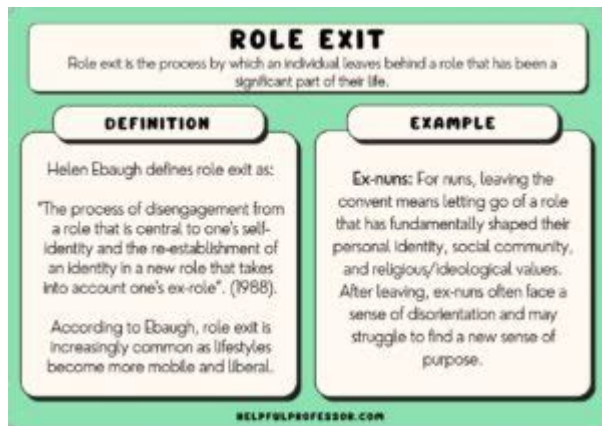 ROLE EXIT
Role exit is the process by which an individual leaves behind a role that has been a
significant part of their life.
DEFINITION
Helen Ebaugh defines role exit as:
"The process of disengagement from
a role that is central to one's self-
identity and the re-establishment of
an identity in a new role that takes
into account one's ex-role". (1988).
According to Ebaugh, role exit is
increasingly common as lifestyles
become more mobile and liberal.
EXAMPLE
Ex-nuns: For nuns, leaving the
convent means letting go of a role
that has fundamentally shaped their
personal identity, social community,
and religious/ideological values.
After leaving, ex-nuns often face a
sense of disorientation and may
struggle to find a new sense of
purpose.
HELPFULPROFESSOR.COM